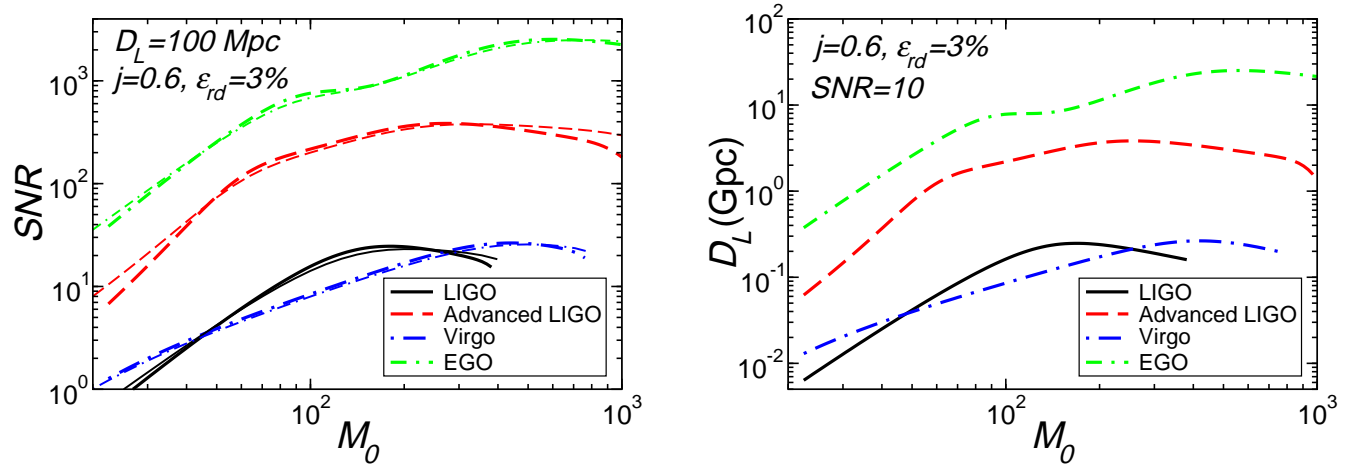 D_L=100 Mpc
j=0.6, ε_rd=3%
SNR
10^3
10^2
10^1
10^0
LIGO
Advanced LIGO
Virgo
EGO
10^2
10^3
M_0
j=0.6, ε_rd=3%
SNR=10
D_L(Gpc)
10^2
10^1
10^0
10^-1
10^-2
LIGO
Advanced LIGO
Virgo
EGO
10^2
10^3
M_0